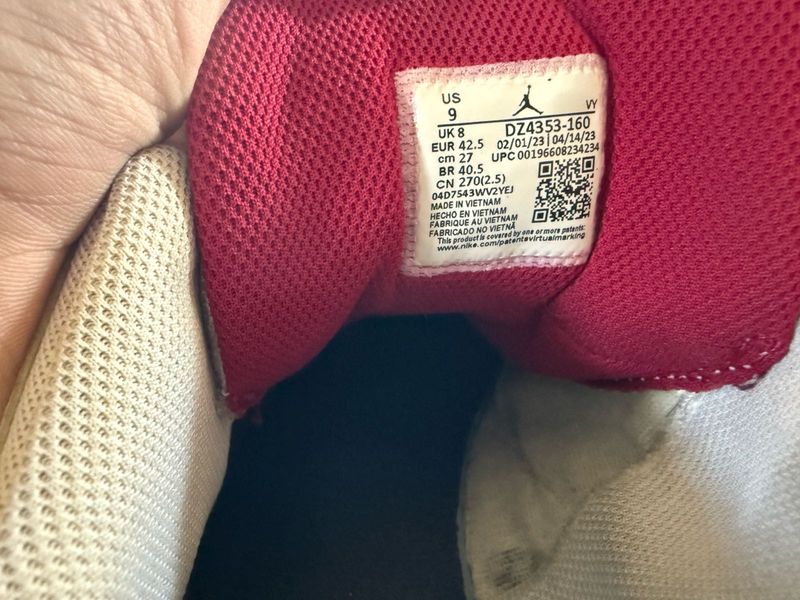 US
9
VY
UK 8
DZ4353-160
EUR 42.5
02/01/23 | 04/14/23
cm 27
UPC 00196608234234
BR 40.5
CN 270(2.5)
04D7543WV2YEJ
MADE IN VIETNAM
HECHO EN VIETNAM
FABRIQUE AU VIETNAM
FABRICADO NO VIETNÃ
This product is covered by one or more patents:
www.nike.com/patentsvirtualmarking